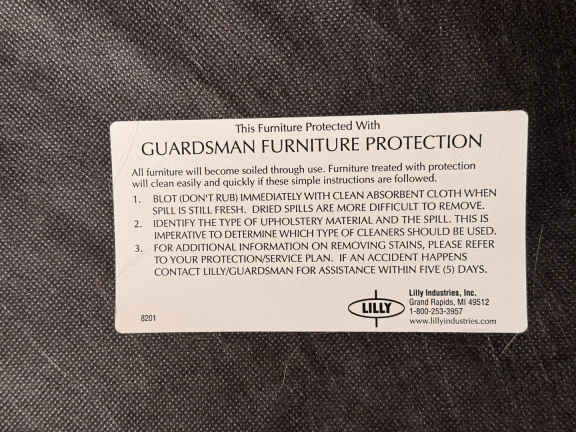 This Furniture Protected With
GUARDSMAN FURNITURE PROTECTION
All furniture will become soiled through use. Furniture treated with protection
will clean easily and quickly if these simple instructions are followed.
1. BLOT (DON'T RUB) IMMEDIATELY WITH CLEAN ABSORBENT CLOTH WHEN
SPILL IS STILL FRESH. DRIED SPILLS ARE MORE DIFFICULT TO REMOVE.
2. IDENTIFY THE TYPE OF UPHOLSTERY MATERIAL AND THE SPILL. THIS IS
IMPERATIVE TO DETERMINE WHICH TYPE OF CLEANERS SHOULD BE USED.
3. FOR ADDITIONAL INFORMATION ON REMOVING STAINS, PLEASE REFER
TO YOUR PROTECTION/SERVICE PLAN. IF AN ACCIDENT HAPPENS
CONTACT LILLY/GUARDSMAN FOR ASSISTANCE WITHIN FIVE (5) DAYS.
8201
LILLY
Lilly Industries, Inc.
Grand Rapids, MI 49512
1-800-253-3957
www.lillyindustries.com